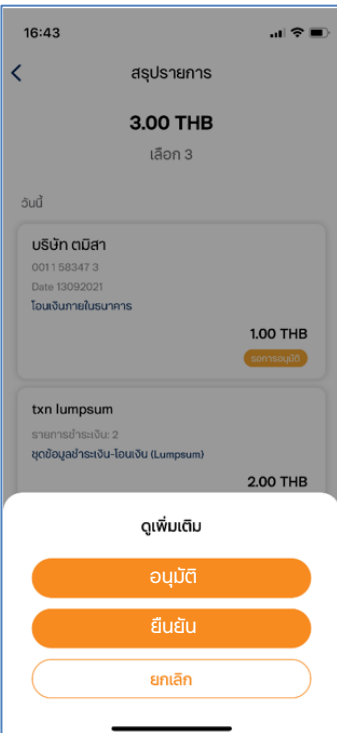 16:43
สรุปรายการ
3.00 THB
เลือก 3
วันนี้
บริษัท ตมิสา
001 1 58347 3
Date 13092021
โอนเงินภายในธนาคาร
1.00 THB
รอการอนุมัติ
txn lumpsum
รายการชำระเงิน: 2
ชุดข้อมูลชำระเงิน-โอนเงิน (Lumpsum)
2.00 THB
ดูเพิ่มเติม
อนุมัติ
ยืนยัน
ยกเลิก